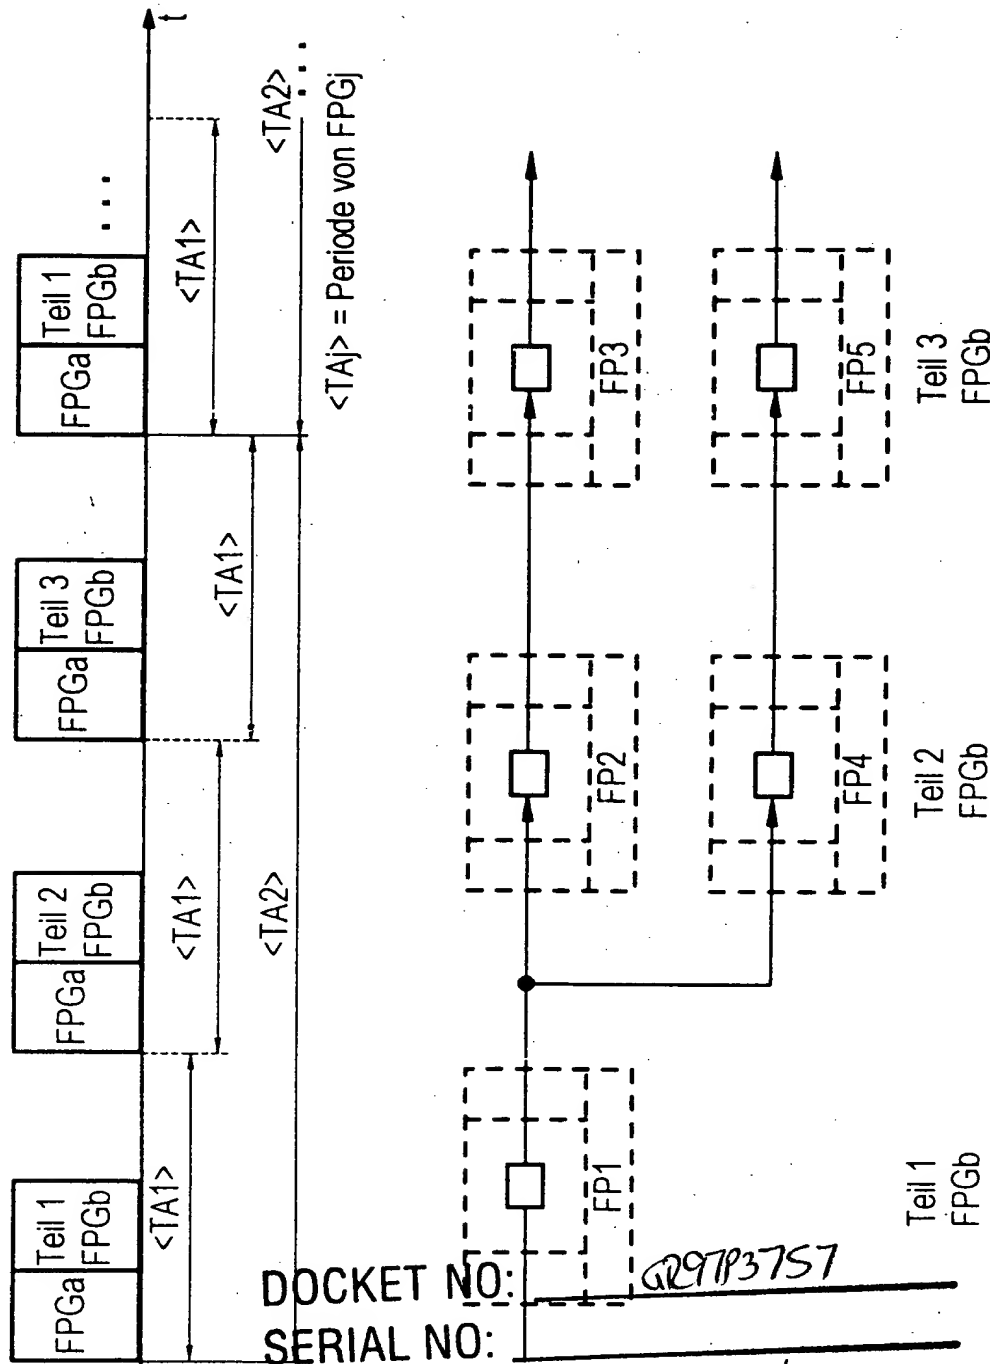 FPGa
Teil 1
FPGb
FPGa
Teil 2
FPGb
FPGa
Teil 3
FPGb
FPGa
Teil 1
FPGb
...
t
<TA1>
<TA1>
<TA1>
<TA1>
<TA2>
<TA2> ...
<TAj> = Periode von FPGj
FP1
FP2
FP3
FP4
FP5
Teil 1
FPGb
Teil 2
FPGb
Teil 3
FPGb
DOCKET NO: GR97P3757
SERIAL NO: